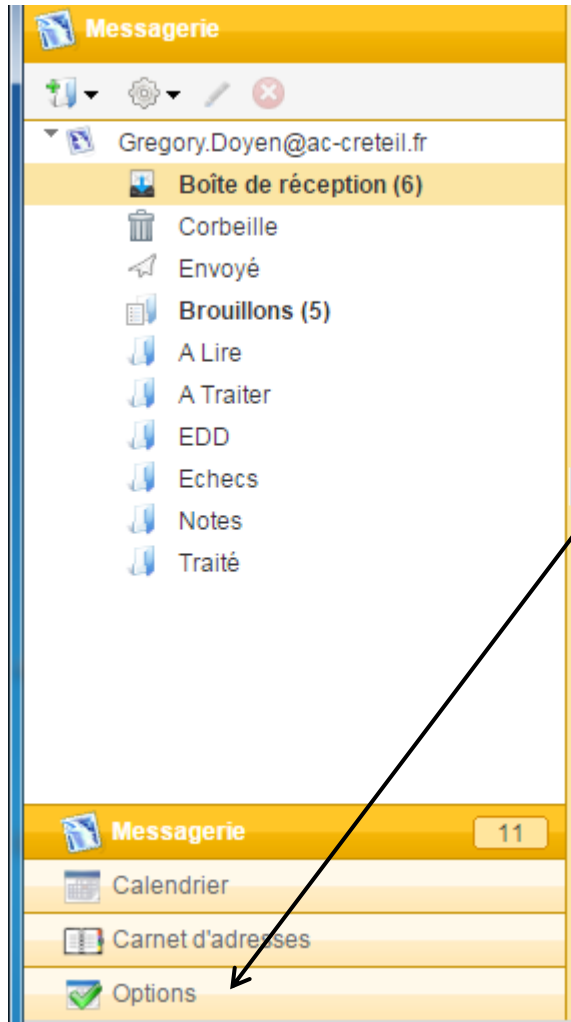 Messagerie
Gregory.Doyen@ac-creteil.fr
Boîte de réception (6)
Corbeille
Envoyé
Brouillons (5)
A Lire
A Traiter
EDD
Echecs
Notes
Traité
Messagerie 11
Calendrier
Carnet d'adresses
Options